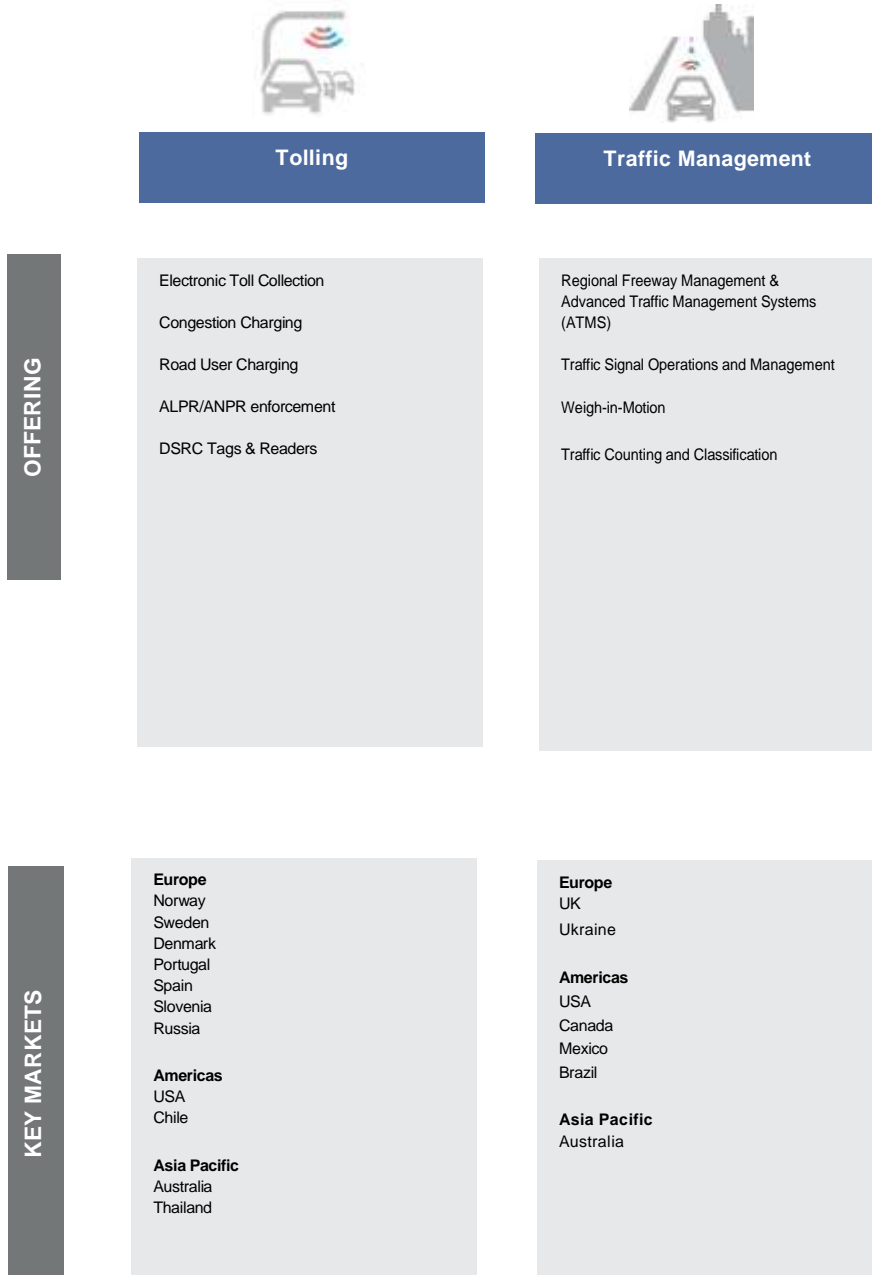 Tolling
Traffic Management
OFFERING
Electronic Toll Collection
Congestion Charging
Road User Charging
ALPR/ANPR enforcement
DSRC Tags & Readers
Regional Freeway Management &
Advanced Traffic Management Systems
(ATMS)
Traffic Signal Operations and Management
Weigh-in-Motion
Traffic Counting and Classification
KEY MARKETS
Europe
Norway
Sweden
Denmark
Portugal
Spain
Slovenia
Russia
Americas
USA
Chile
Asia Pacific
Australia
Thailand
Europe
UK
Ukraine
Americas
USA
Canada
Mexico
Brazil
Asia Pacific
Australia